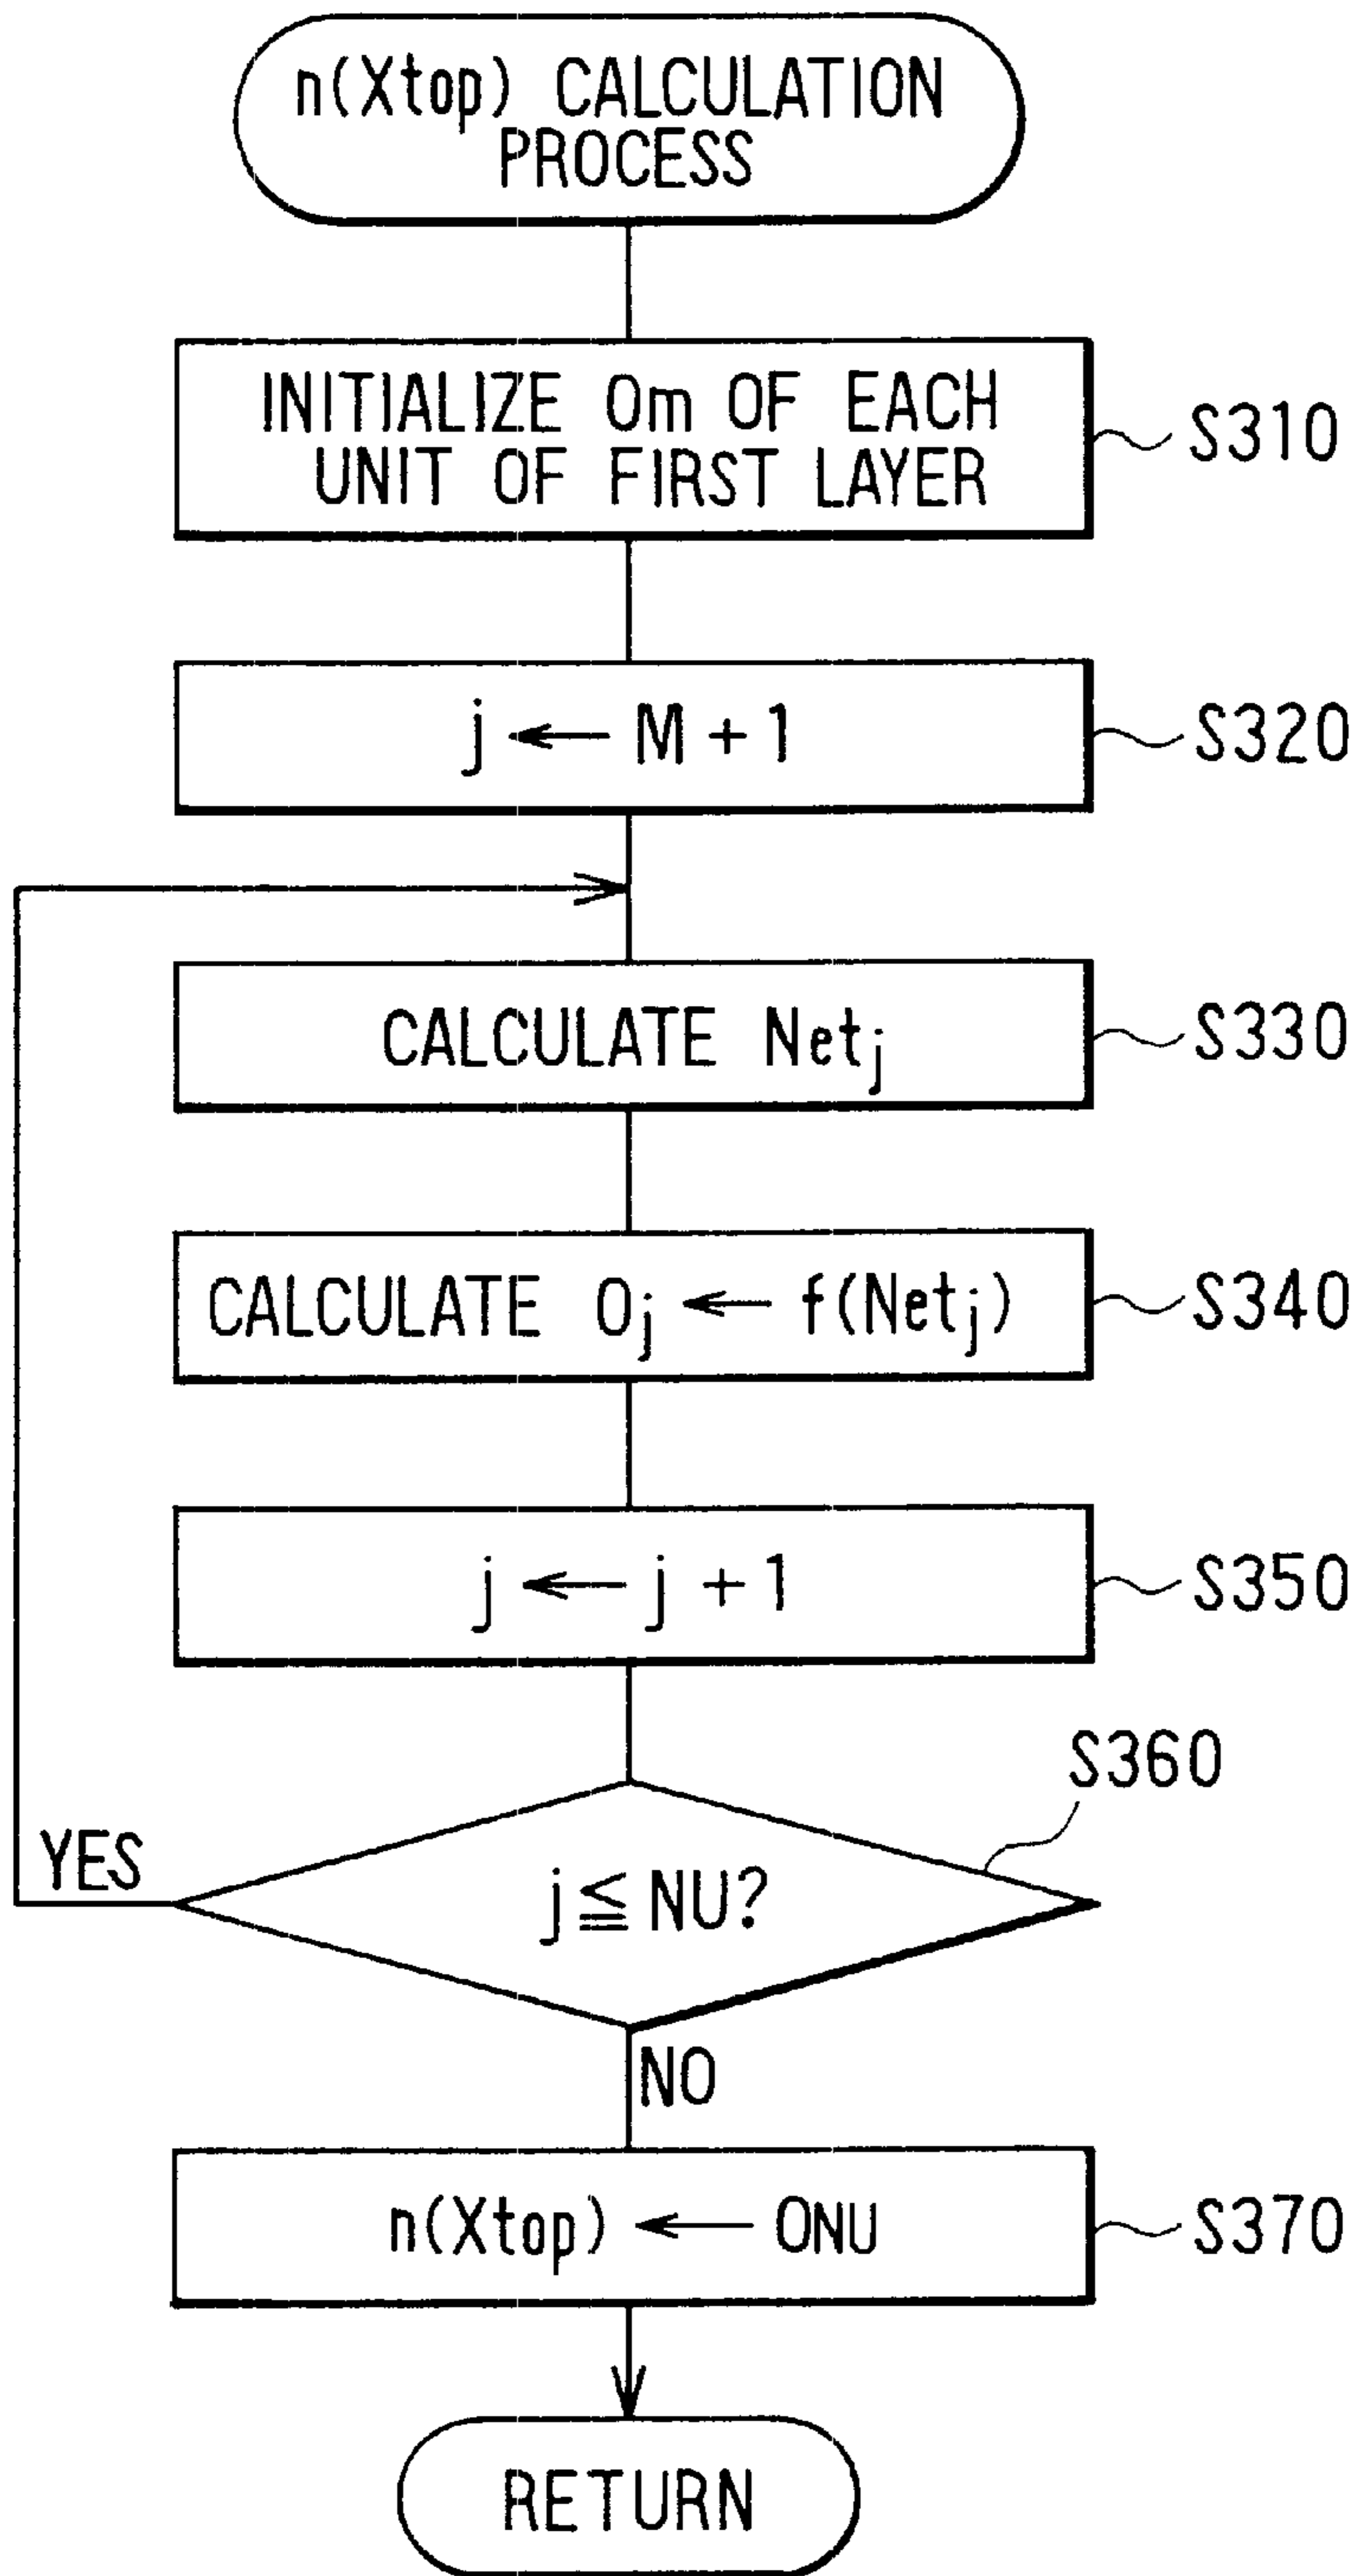 n(Xtop) CALCULATION
PROCESS
INITIALIZE Om OF EACH
UNIT OF FIRST LAYER
S310
j ← M + 1
S320
CALCULATE Netj
S330
CALCULATE Oj ← f(Netj)
S340
j ← j + 1
S350
S360
YES
j ≦ NU?
NO
n(Xtop) ← ONU
S370
RETURN